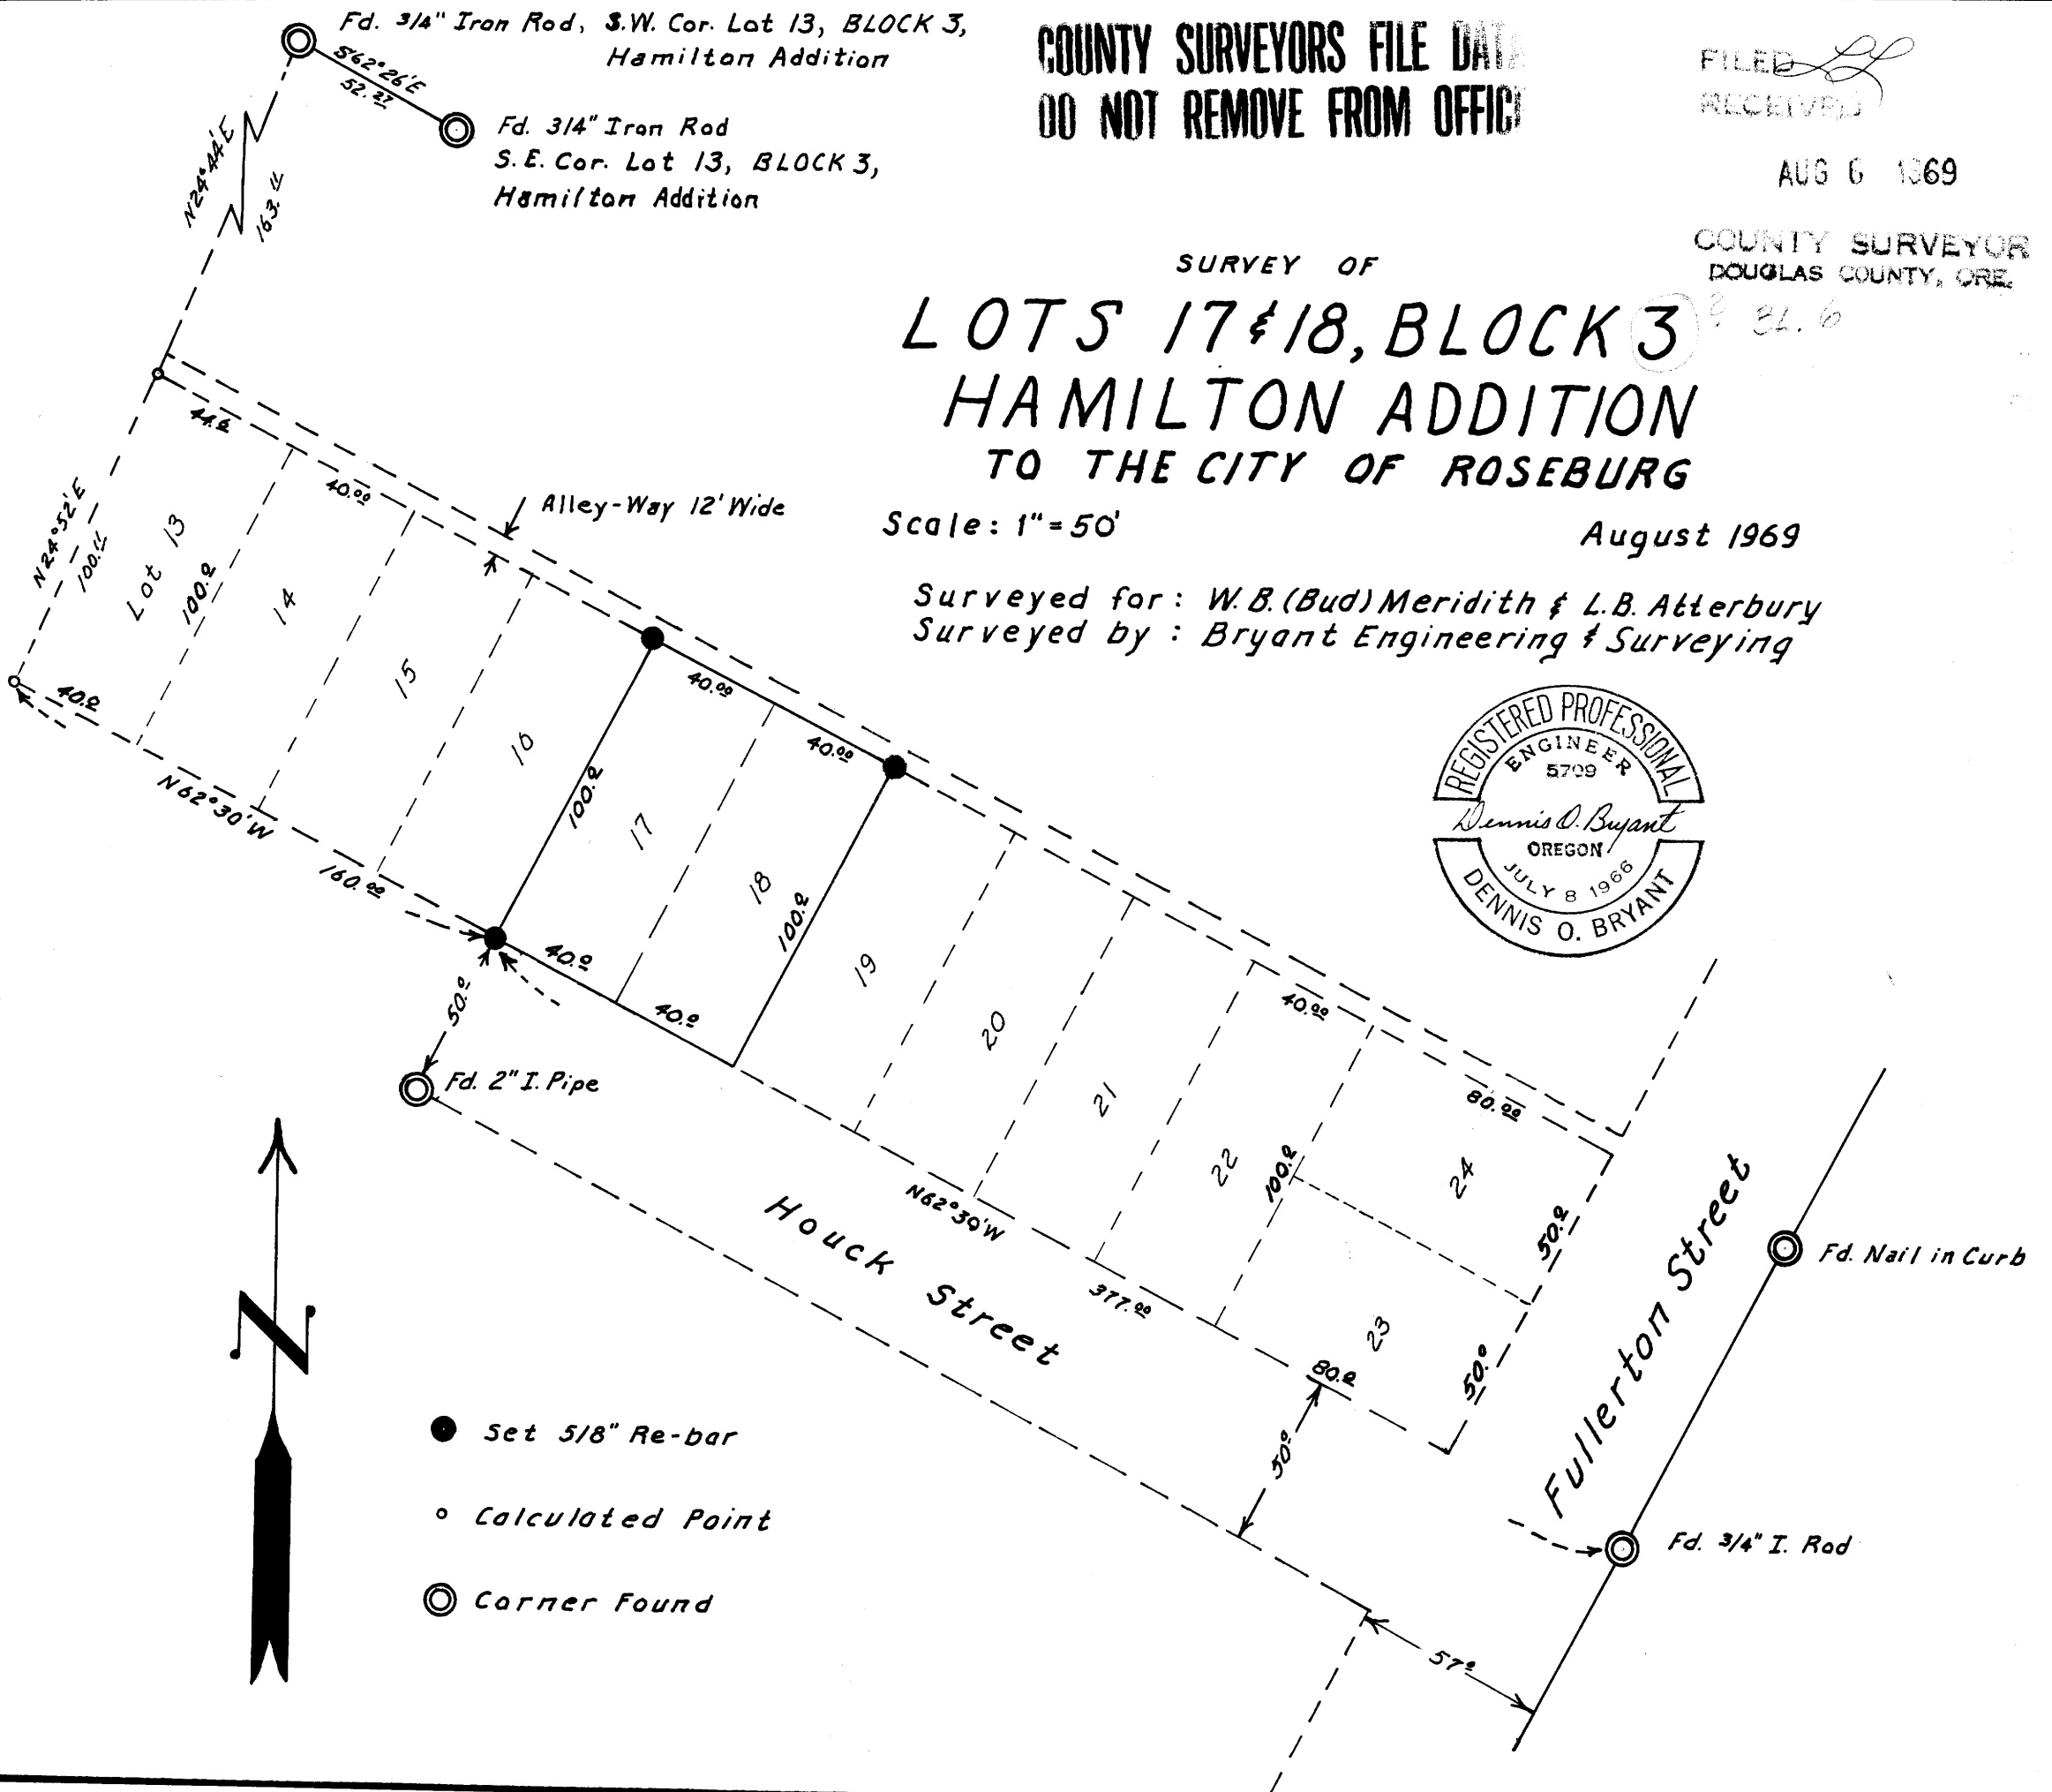 Fd. 3/4" Iron Rod, S.W. Cor. Lot 13, BLOCK 3,
Hamilton Addition
S62°26'E
52.27
Fd. 3/4" Iron Rod
S.E. Cor. Lot 13, BLOCK 3,
Hamilton Addition
N24°44'E
163.11
COUNTY SURVEYORS FILE DATA
DO NOT REMOVE FROM OFFICE
FILED
RECEIVED
AUG 6 1969
COUNTY SURVEYOR
DOUGLAS COUNTY, ORE.
SURVEY OF
LOTS 17 & 18, BLOCK 3
HAMILTON ADDITION
TO THE CITY OF ROSEBURG
Scale: 1"=50'
August 1969
Surveyed for: W.B. (Bud) Meridith & L.B. Atterbury
Surveyed by : Bryant Engineering & Surveying
REGISTERED PROFESSIONAL
ENGINEER
5709
Dennis O. Bryant
OREGON
JULY 8 1966
DENNIS O. BRYANT
40.00
Alley-Way 12' Wide
N24°52'E
100.11
Lot 13
100.0
14
15
16
40.0
N62°30'W
160.00
40.00
40.00
100.0
17
18
100.0
40.0
40.0
50.0
Fd. 2" I. Pipe
19
20
21
22
100.0
23
24
40.00
80.00
50.0
50.0
N62°30'W
377.00
80.0
50.0
57.0
Houck Street
Fullerton Street
Fd. Nail in Curb
Fd. 3/4" I. Rod
N
Set 5/8" Re-bar
Calculated Point
Corner Found